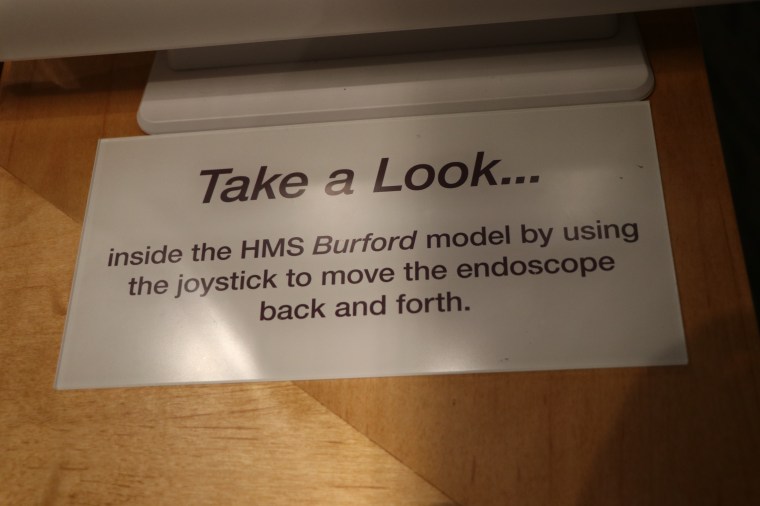 Take a Look...
inside the HMS Burford model by using
the joystick to move the endoscope
back and forth.